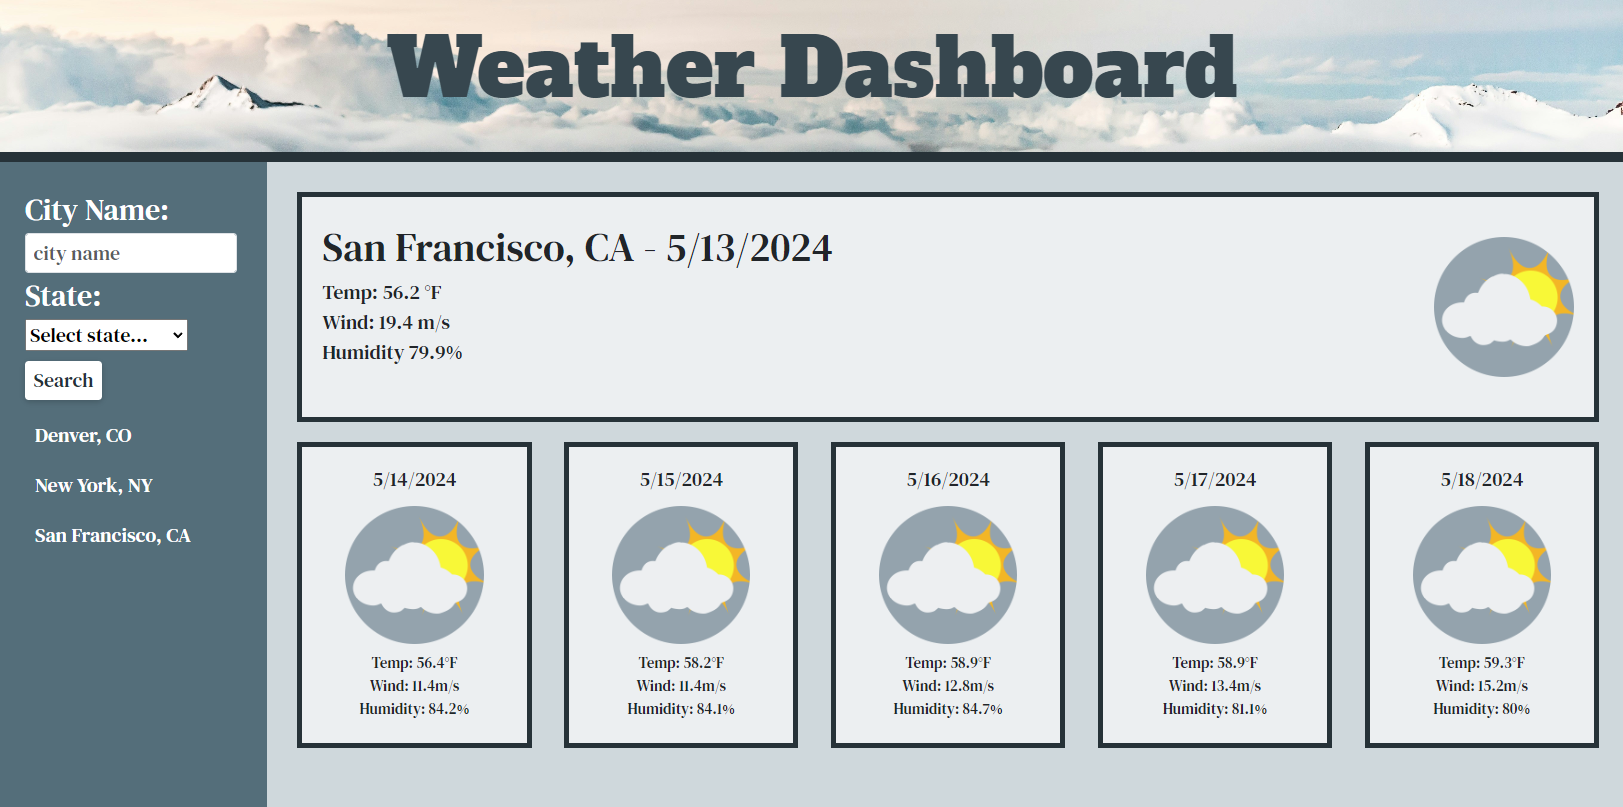 Weather Dashboard
City Name:
city name
State:
Select state...
Search
Denver, CO
New York, NY
San Francisco, CA
San Francisco, CA - 5/13/2024
Temp: 56.2 °F
Wind: 19.4 m/s
Humidity 79.9%
5/14/2024
Temp: 56.4°F
Wind: 11.4m/s
Humidity: 84.2%
5/15/2024
Temp: 58.2°F
Wind: 11.4m/s
Humidity: 84.1%
5/16/2024
Temp: 58.9°F
Wind: 12.8m/s
Humidity: 84.7%
5/17/2024
Temp: 58.9°F
Wind: 13.4m/s
Humidity: 81.1%
5/18/2024
Temp: 59.3°F
Wind: 15.2m/s
Humidity: 80%